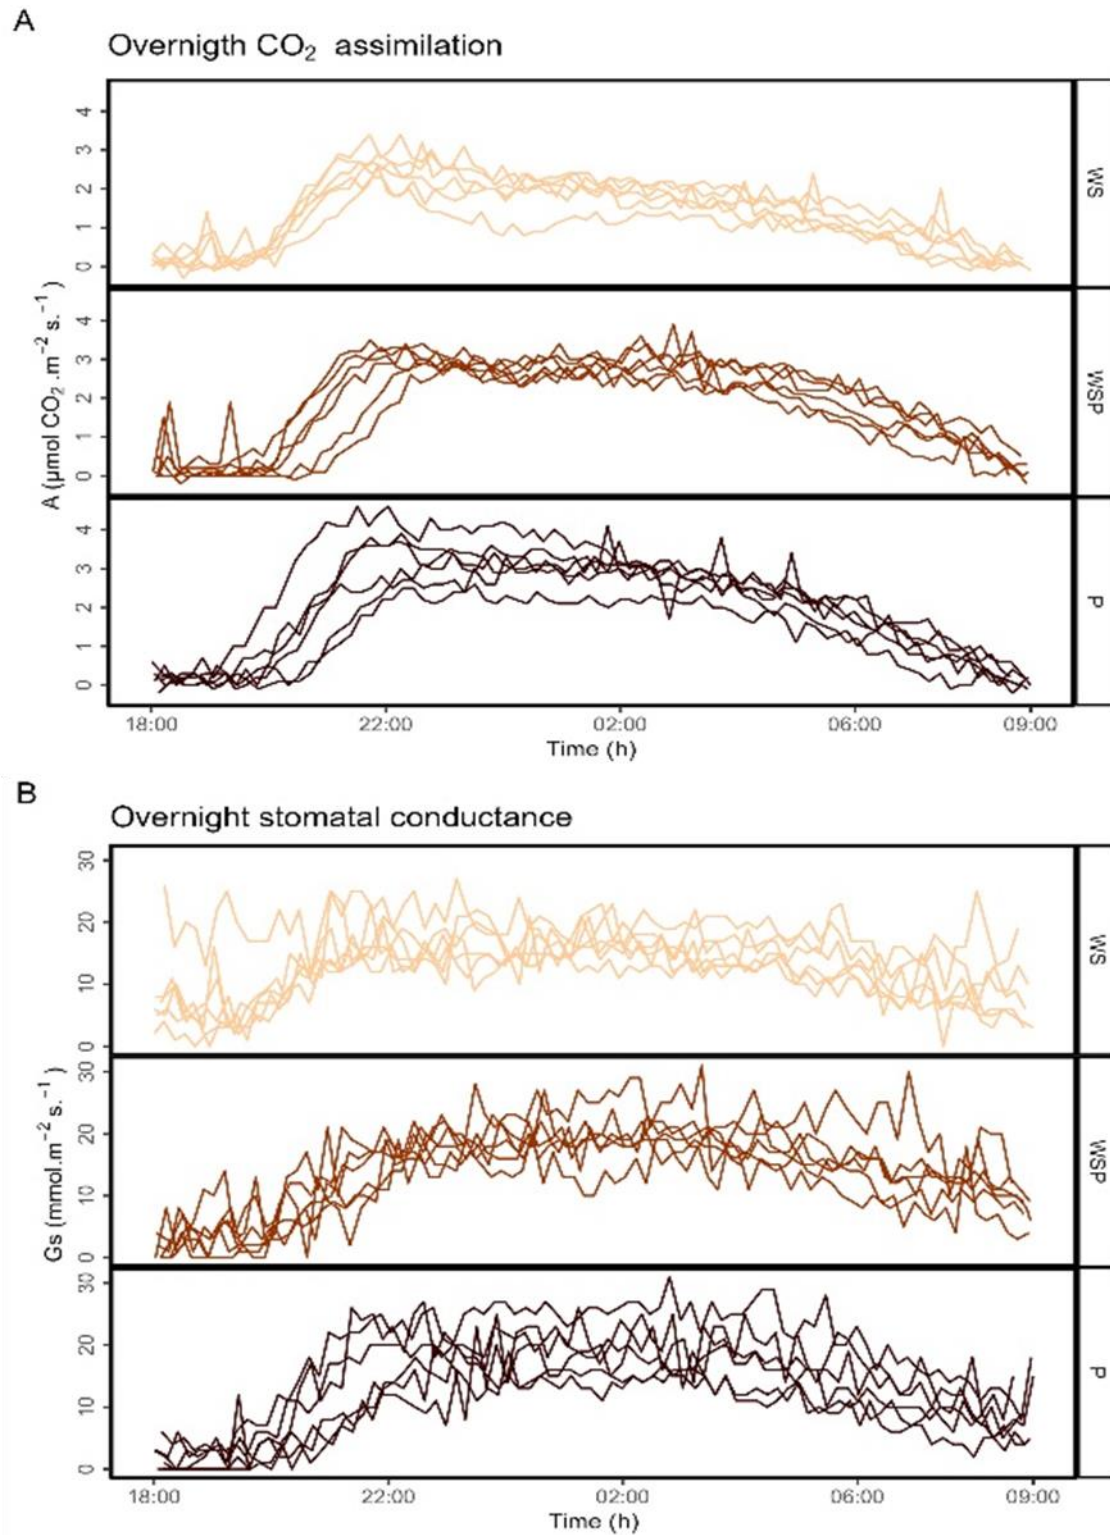 A
Overnigth CO₂ assimilation
4
3
2
1
0
WS
4
3
2
1
0
WSP
4
3
2
1
0
P
A (µmol CO₂ .m⁻² s.⁻¹ )
18:00 22:00 02:00 06:00 09:00
Time (h)
B
Overnight stomatal conductance
30
20
10
0
WS
30
20
10
0
WSP
30
20
10
0
P
Gs (mmol.m⁻² s.⁻¹ )
18:00 22:00 02:00 06:00 09:00
Time (h)